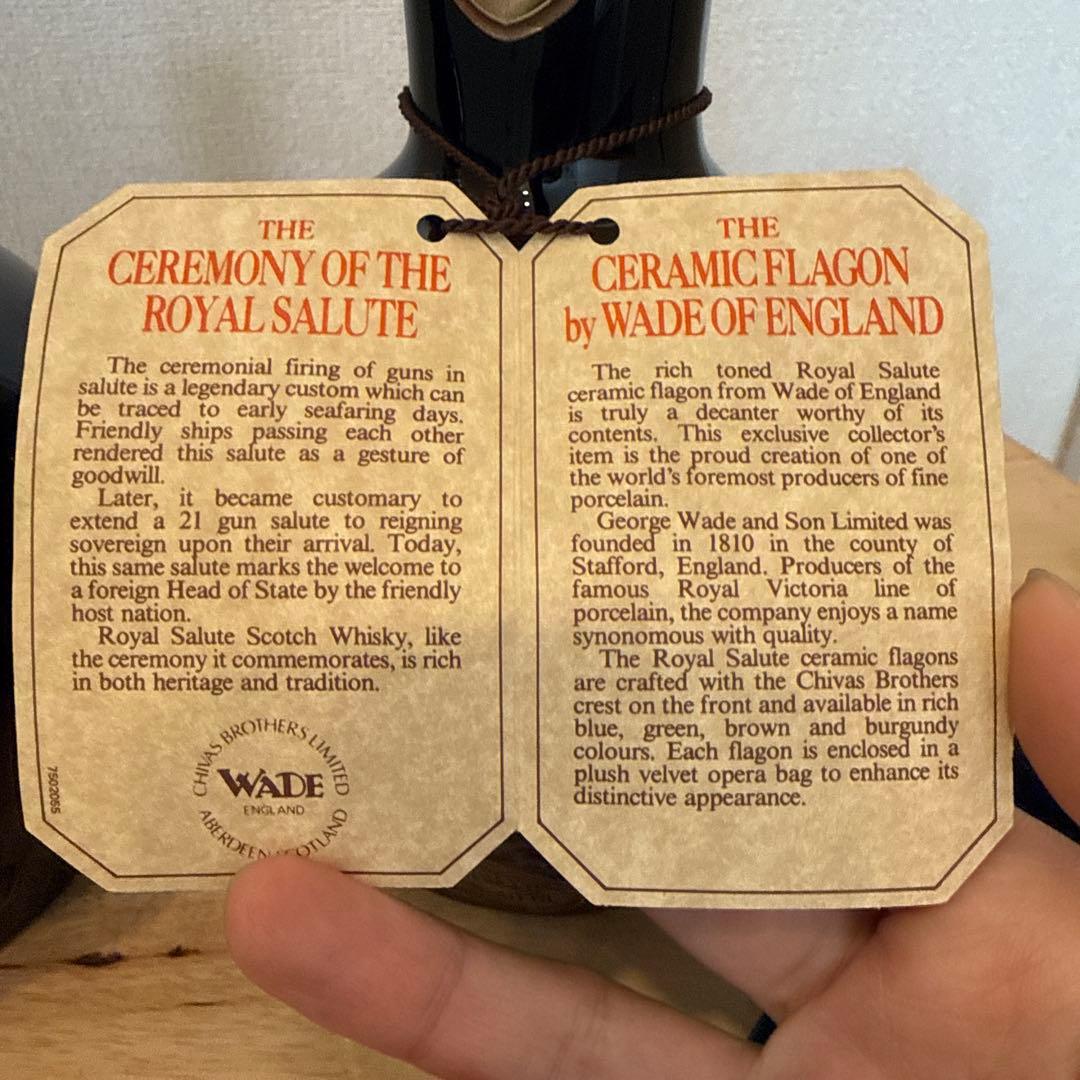 THE
CEREMONY OF THE
ROYAL SALUTE
The ceremonial firing of guns in
salute is a legendary custom which can
be traced to early seafaring days.
Friendly ships passing each other
rendered this salute as a gesture of
goodwill.
Later, it became customary to
extend a 21 gun salute to reigning
sovereign upon their arrival. Today,
this same salute marks the welcome to
a foreign Head of State by the friendly
host nation.
Royal Salute Scotch Whisky, like
the ceremony it commemorates, is rich
in both heritage and tradition.
CHIVAS BROTHERS LIMITED
WADE
ENGLAND
ABERDEEN SCOTLAND
7502065
THE
CERAMIC FLAGON
by WADE OF ENGLAND
The rich toned Royal Salute
ceramic flagon from Wade of England
is truly a decanter worthy of its
contents. This exclusive collector's
item is the proud creation of one of
the world's foremost producers of fine
porcelain.
George Wade and Son Limited was
founded in 1810 in the county of
Stafford, England. Producers of the
famous Royal Victoria line of
porcelain, the company enjoys a name
synonomous with quality.
The Royal Salute ceramic flagons
are crafted with the Chivas Brothers
crest on the front and available in rich
blue, green, brown and burgundy
colours. Each flagon is enclosed in a
plush velvet opera bag to enhance its
distinctive appearance.